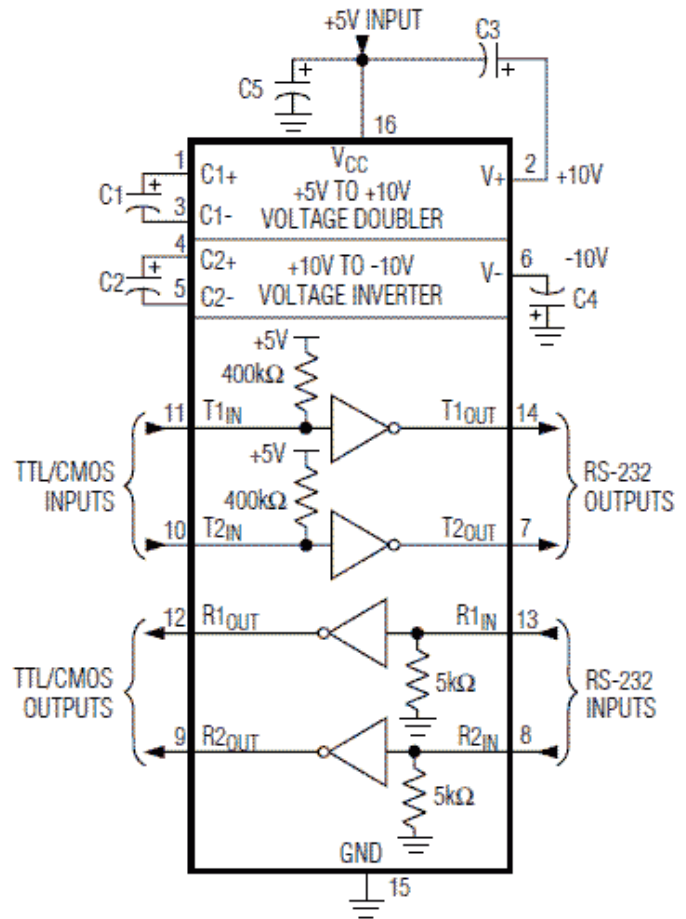 +5V INPUT
C3
+
+
C5
16
+
1
VCC
2
+10V
C1
+
C1+
V+
+5V TO +10V
3
C1-
VOLTAGE DOUBLER
4
C2+
+10V TO -10V
6
-10V
V-
C2
+
5
C2-
VOLTAGE INVERTER
C4
+
+5V
400kΩ
11
T1IN
T1OUT
14
TTL/CMOS
INPUTS
+5V
400kΩ
RS-232
OUTPUTS
10
T2IN
T2OUT
7
12
R1OUT
R1IN
13
TTL/CMOS
OUTPUTS
5kΩ
RS-232
INPUTS
9
R2OUT
R2IN
8
5kΩ
GND
15